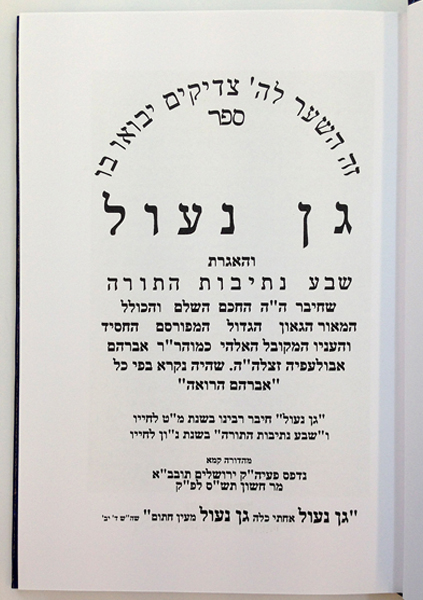 זה השער לה' צדיקים יבואו בו
ספר
גן נעול
והאגרת
שבע נתיבות התורה
שחיבר ה"ה החכם השלם והכולל
המאור הגאון הגדול המפורסם החסיד
והעניו המקובל האלהי כמוהר"ר אברהם
אבולעפיה זצלה"ה. שהיה נקרא בפי כל
"אברהם הרואה"
"גן נעול" חיבר רבינו בשנת מ"ט לחייו
ו"שבע נתיבות התורה" בשנת נ"ון לחייו
מהדורה קמא
נדפס פעיה"ק ירושלים תובב"א
מר חשון תש"ס לפ"ק
"גן נעול אחתי כלה גן נעול מעין חתום" שה"ש ד' יב'